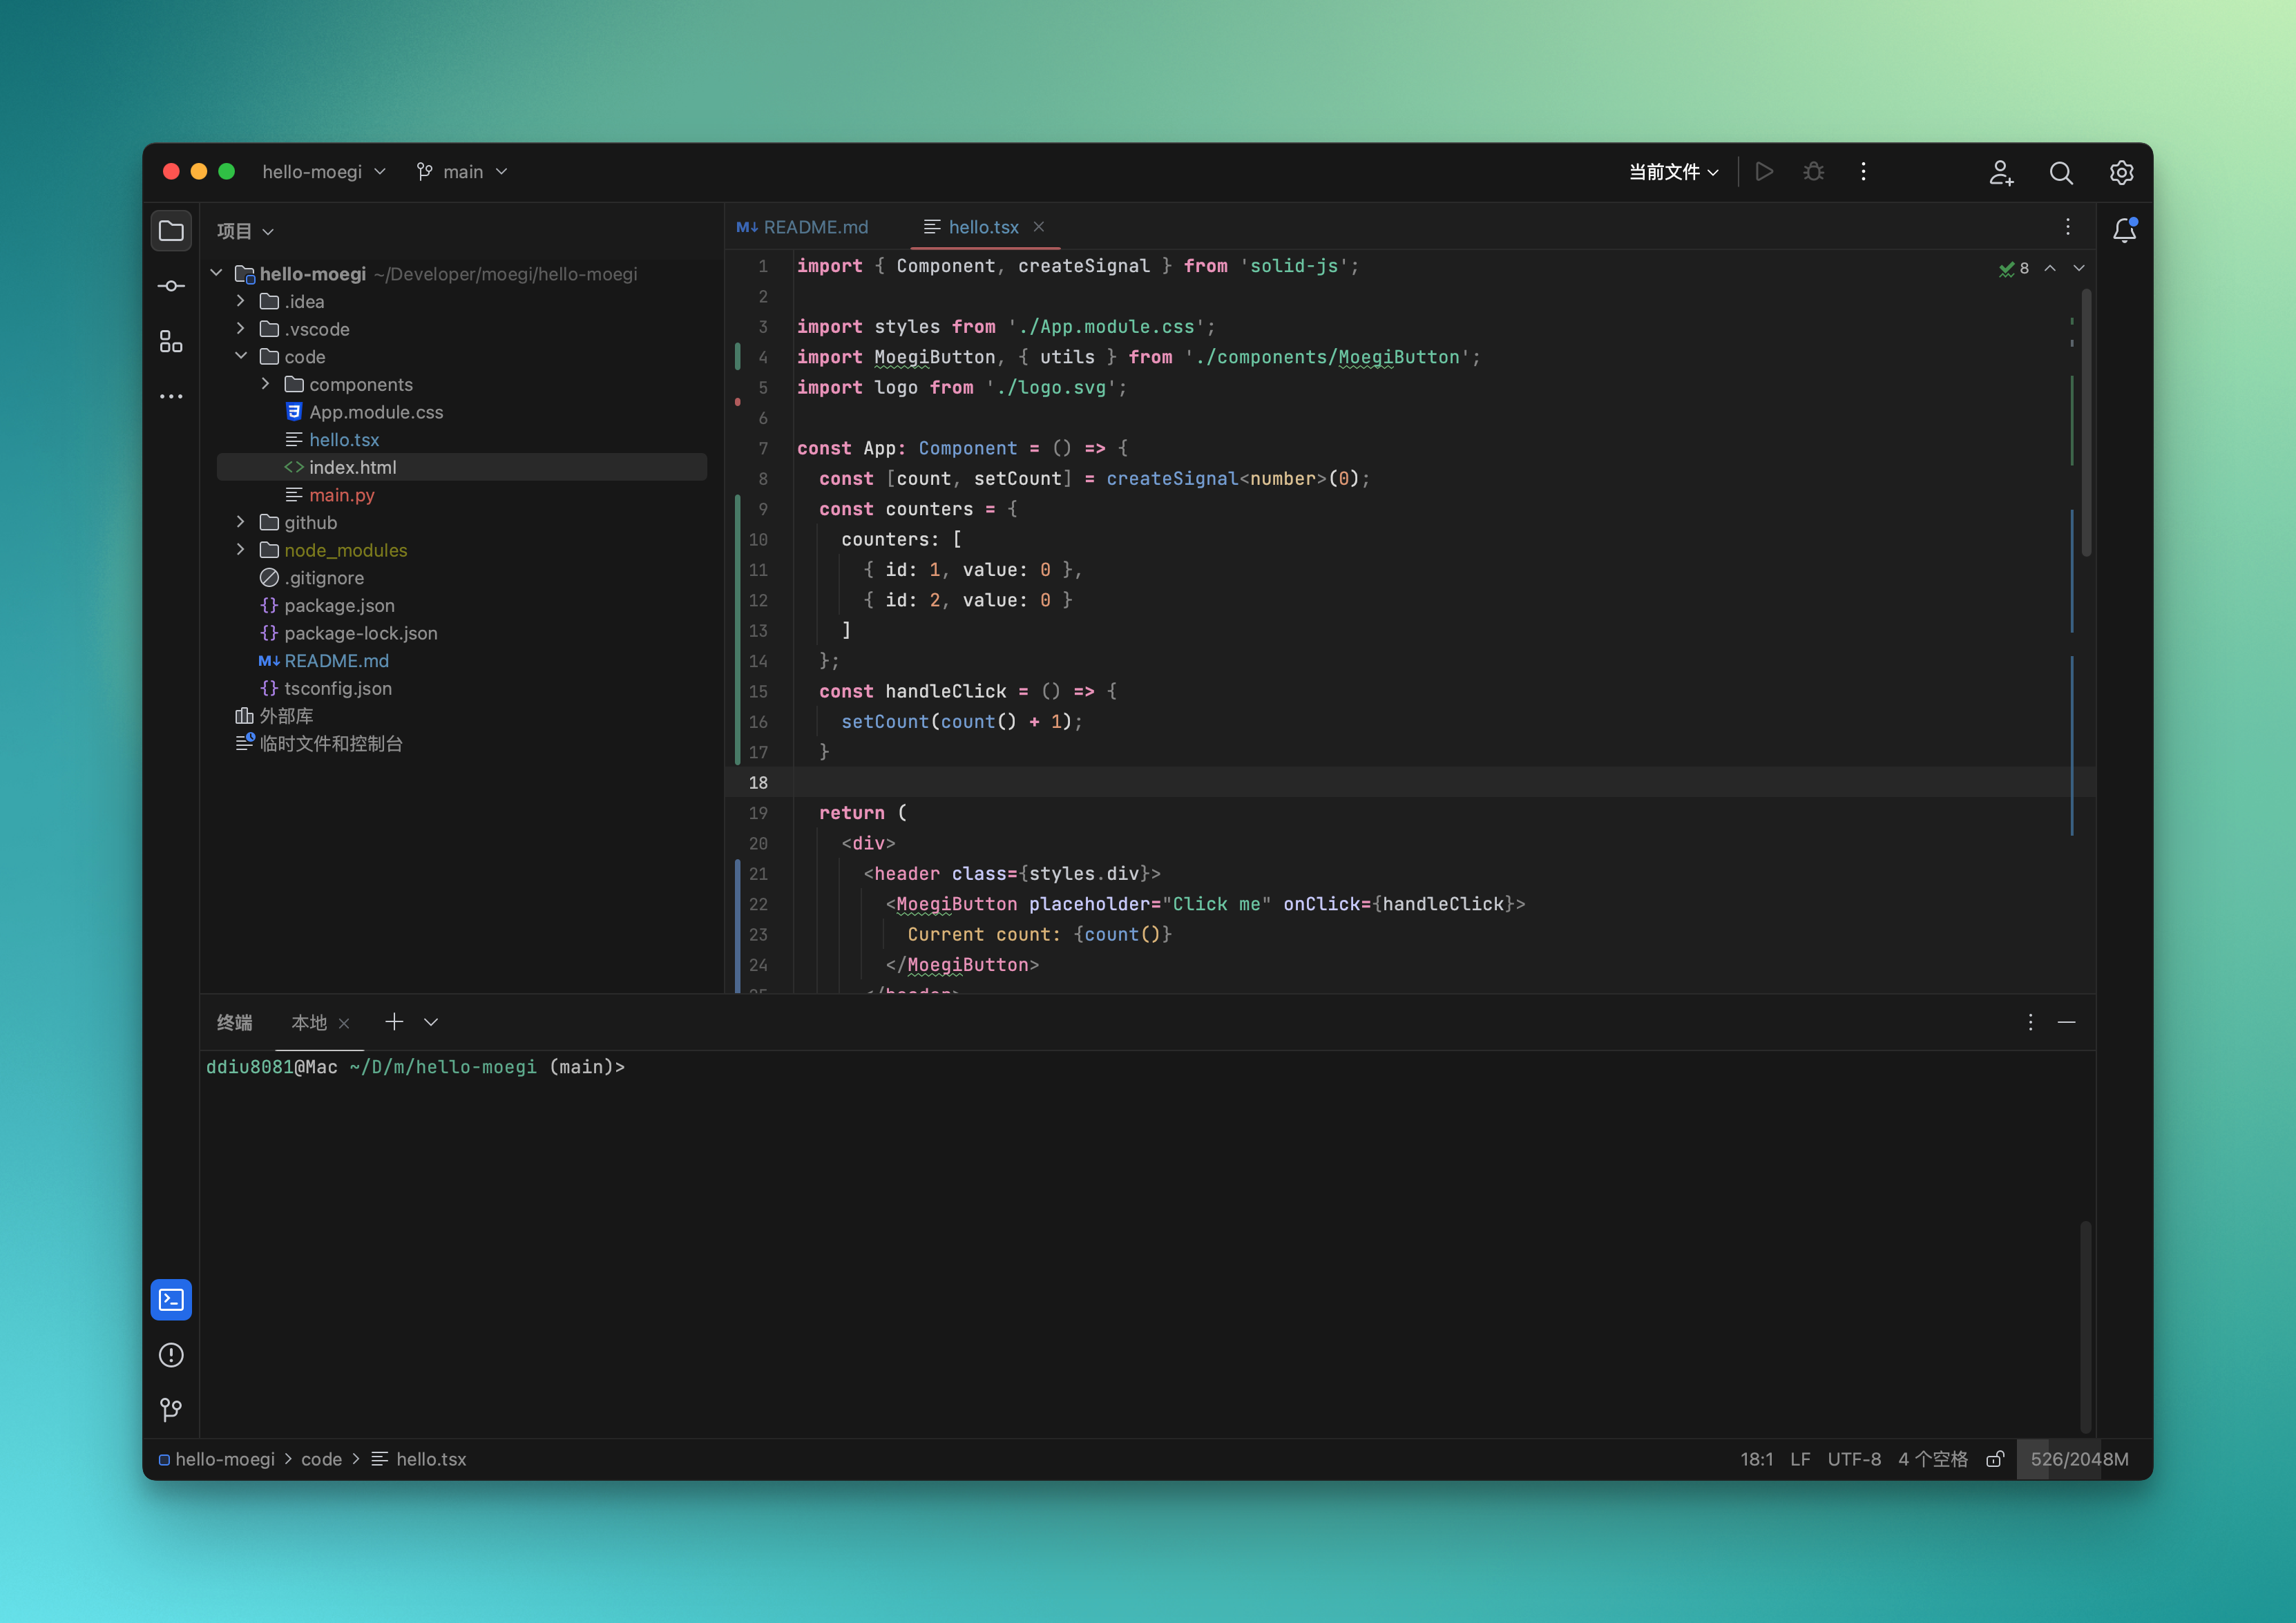 hello-moegi main 当前文件
项目
hello-moegi ~/Developer/moegi/hello-moegi
.idea
.vscode
code
components
App.module.css
hello.tsx
index.html
main.py
github
node_modules
.gitignore
package.json
package-lock.json
README.md
tsconfig.json
外部库
临时文件和控制台
README.md hello.tsx
8
1 import { Component, createSignal } from 'solid-js';
2
3 import styles from './App.module.css';
4 import MoegiButton, { utils } from './components/MoegiButton';
5 import logo from './logo.svg';
6
7 const App: Component = () => {
8 const [count, setCount] = createSignal<number>(0);
9 const counters = {
10 counters: [
11 { id: 1, value: 0 },
12 { id: 2, value: 0 }
13 ]
14 };
15 const handleClick = () => {
16 setCount(count() + 1);
17 }
18
19 return (
20 <div>
21 <header class={styles.div}>
22 <MoegiButton placeholder="Click me" onClick={handleClick}>
23 Current count: {count()}
24 </MoegiButton>
25 </header>
终端 本地
ddiu8081@Mac ~/D/m/hello-moegi (main)>
hello-moegi code hello.tsx
18:1 LF UTF-8 4 个空格 526/2048M